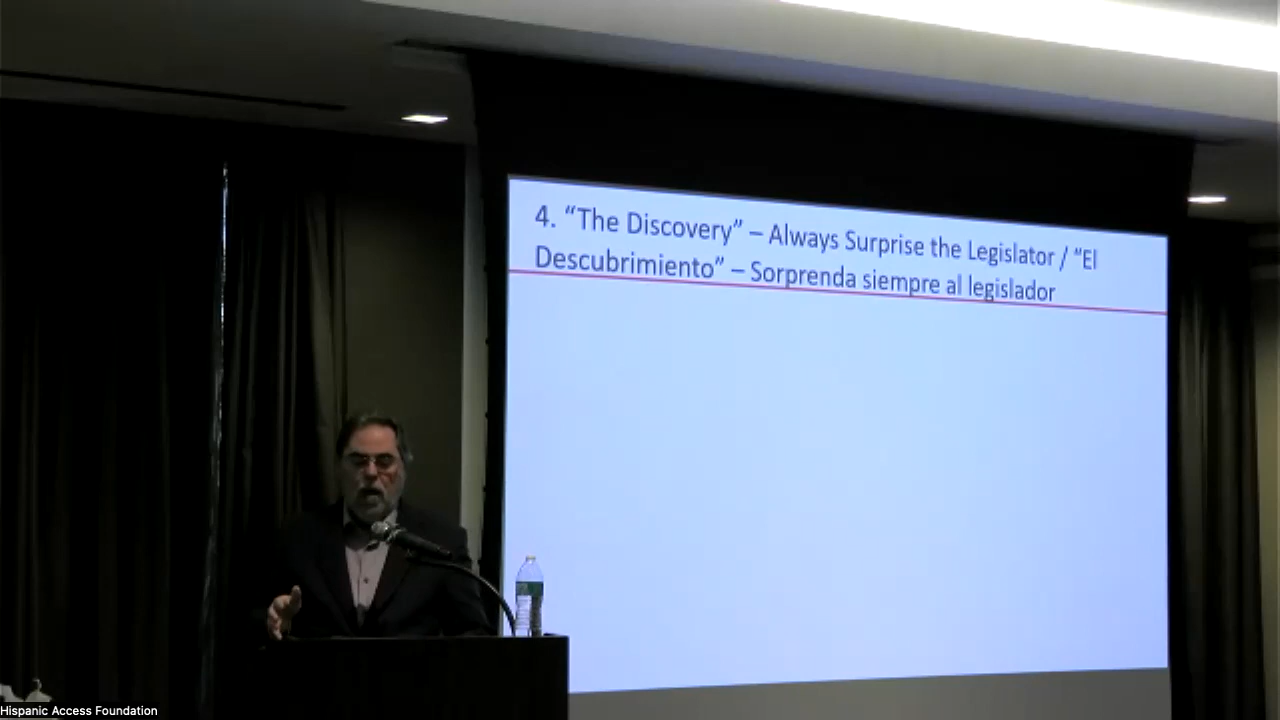 4. “The Discovery” – Always Surprise the Legislator / “El
Descubrimiento” – Sorprenda siempre al legislador
Hispanic Access Foundation